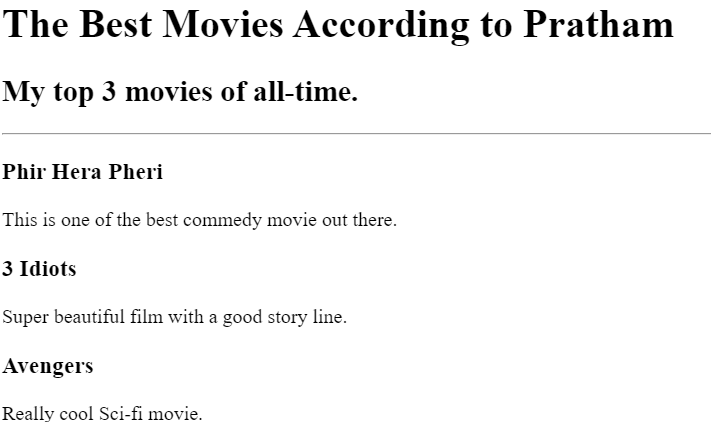 The Best Movies According to Pratham
My top 3 movies of all-time.
Phir Hera Pheri
This is one of the best commedy movie out there.
3 Idiots
Super beautiful film with a good story line.
Avengers
Really cool Sci-fi movie.